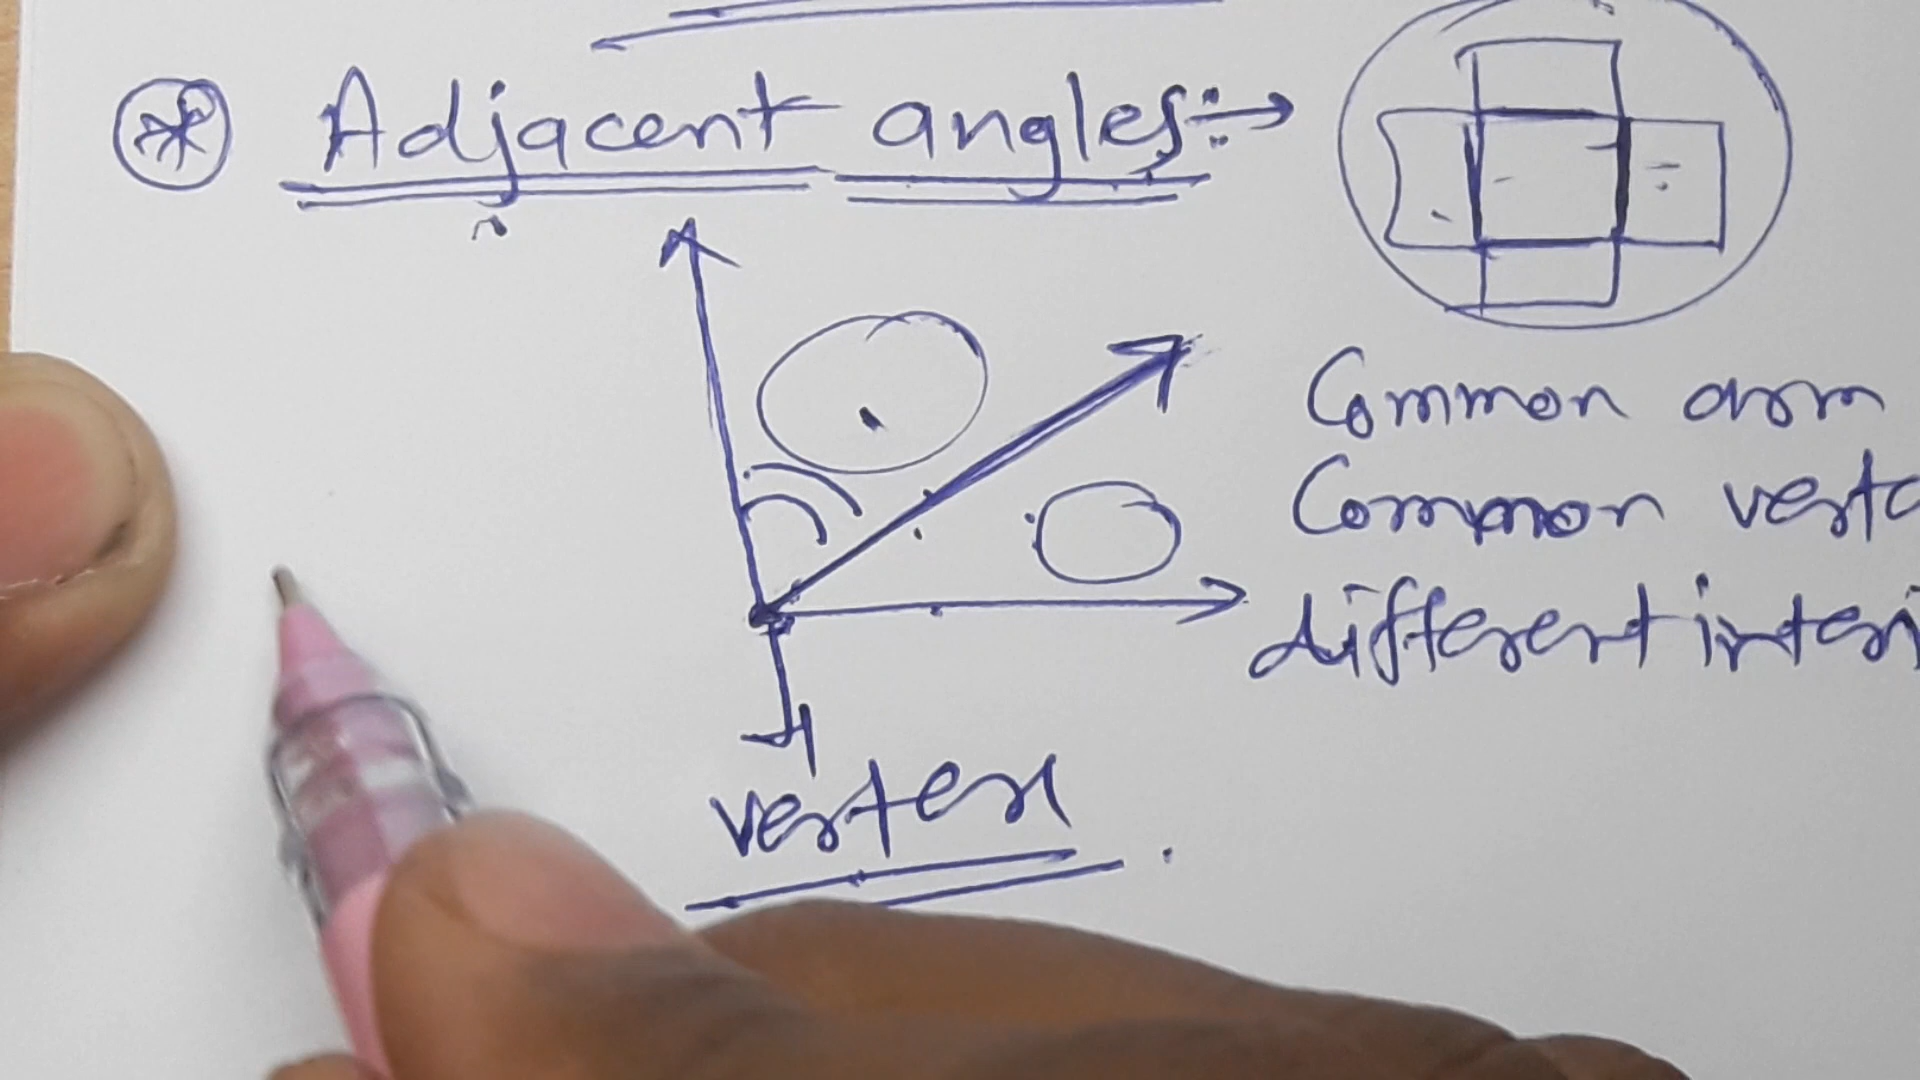 Adjacent angles:→
Common arm
Common verte
different interi
vertex